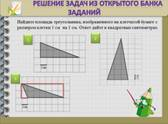 РЕШЕНИЕ ЗАДАЧ ИЗ ОТКРЫТОГО БАНКА
ЗАДАНИЙ
Найдите площадь треугольника, изображенного на клетчатой бумаге с
размером клетки 1 см на 1 см. Ответ дайте в квадратных сантиметрах.